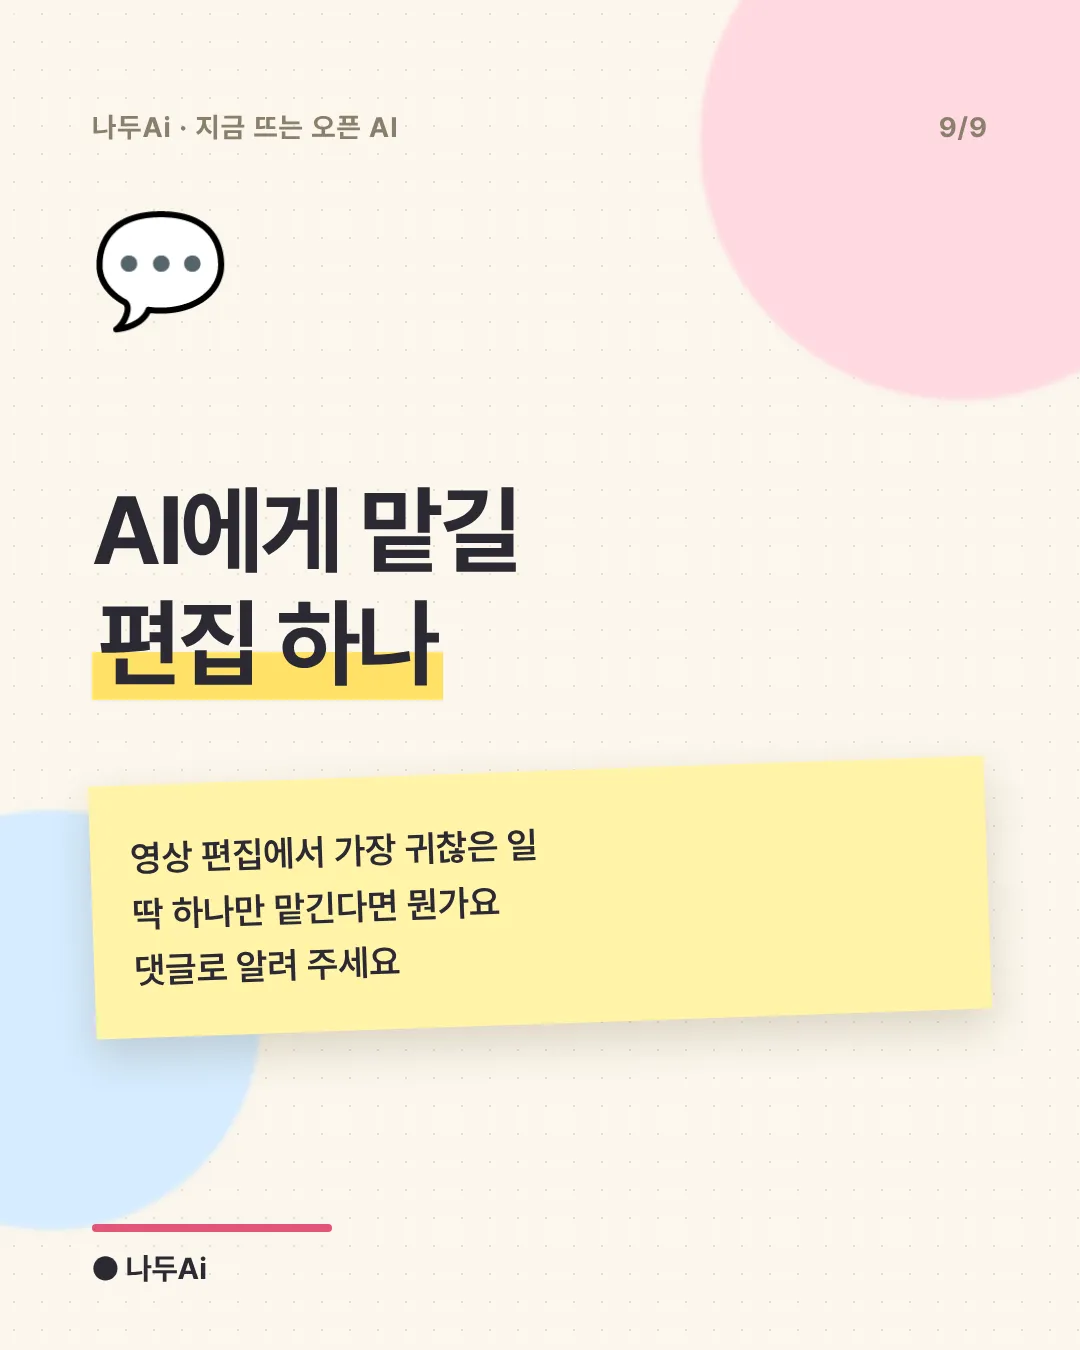 나두Ai · 지금 뜨는 오픈 AI
9/9
AI에게 맡길
편집 하나
영상 편집에서 가장 귀찮은 일
딱 하나만 맡긴다면 뭔가요
댓글로 알려 주세요
나두Ai